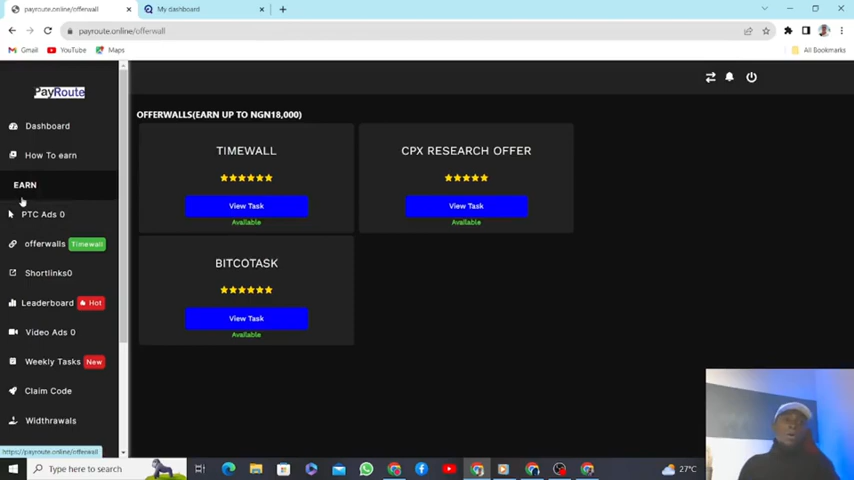 payroute.online/offerwall
My dashboard
payroute.online/offerwall
Gmail
YouTube
Maps
All Bookmarks
PayRoute
Dashboard
How To earn
EARN
PTC Ads 0
offerwalls Timewall
Shortlinks0
Leaderboard Hot
Video Ads 0
Weekly Tasks New
Claim Code
Widthrawals
OFFERWALLS(EARN UP TO NGN18,000)
TIMEWALL
View Task
Available
CPX RESEARCH OFFER
View Task
Available
BITCOTASK
View Task
Available
https://payroute.online/offerwall
Type here to search
27°C